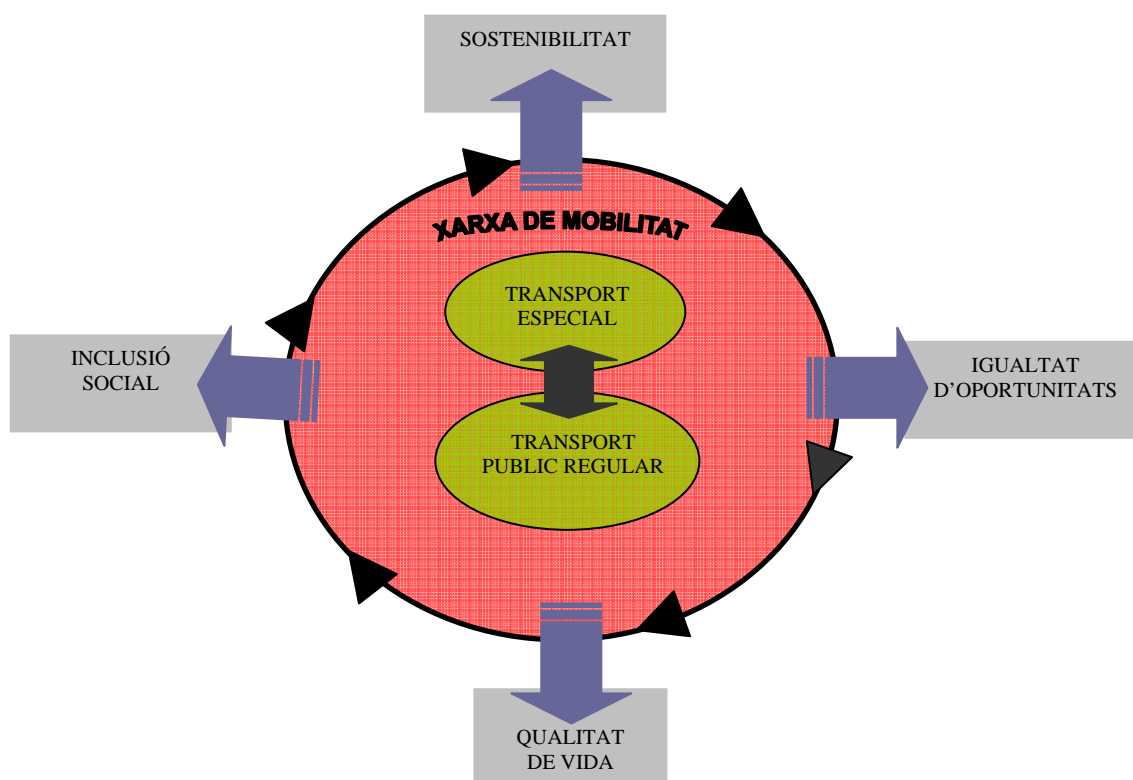 SOSTENIBILITAT
XARXA DE MOBILITAT
TRANSPORT
ESPECIAL
INCLUSIÓ
SOCIAL
IGUALTAT
D’OPORTUNITATS
TRANSPORT
PUBLIC REGULAR
QUALITAT
DE VIDA